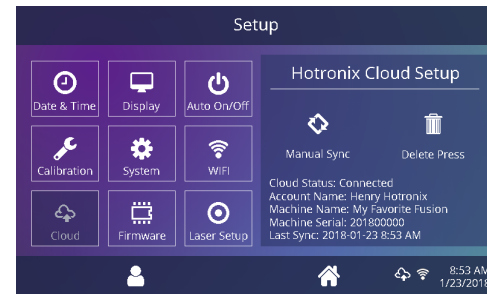 Setup
Date & Time
Display
Auto On/Off
Calibration
System
WIFI
Cloud
Firmware
Laser Setup
Hotronix Cloud Setup
Manual Sync
Delete Press
Cloud Status: Connected
Account Name: Henry Hotronix
Machine Name: My Favorite Fusion
Machine Serial: 201800000
Last Sync: 2018-01-23 8:53 AM
8:53 AM
1/23/2018